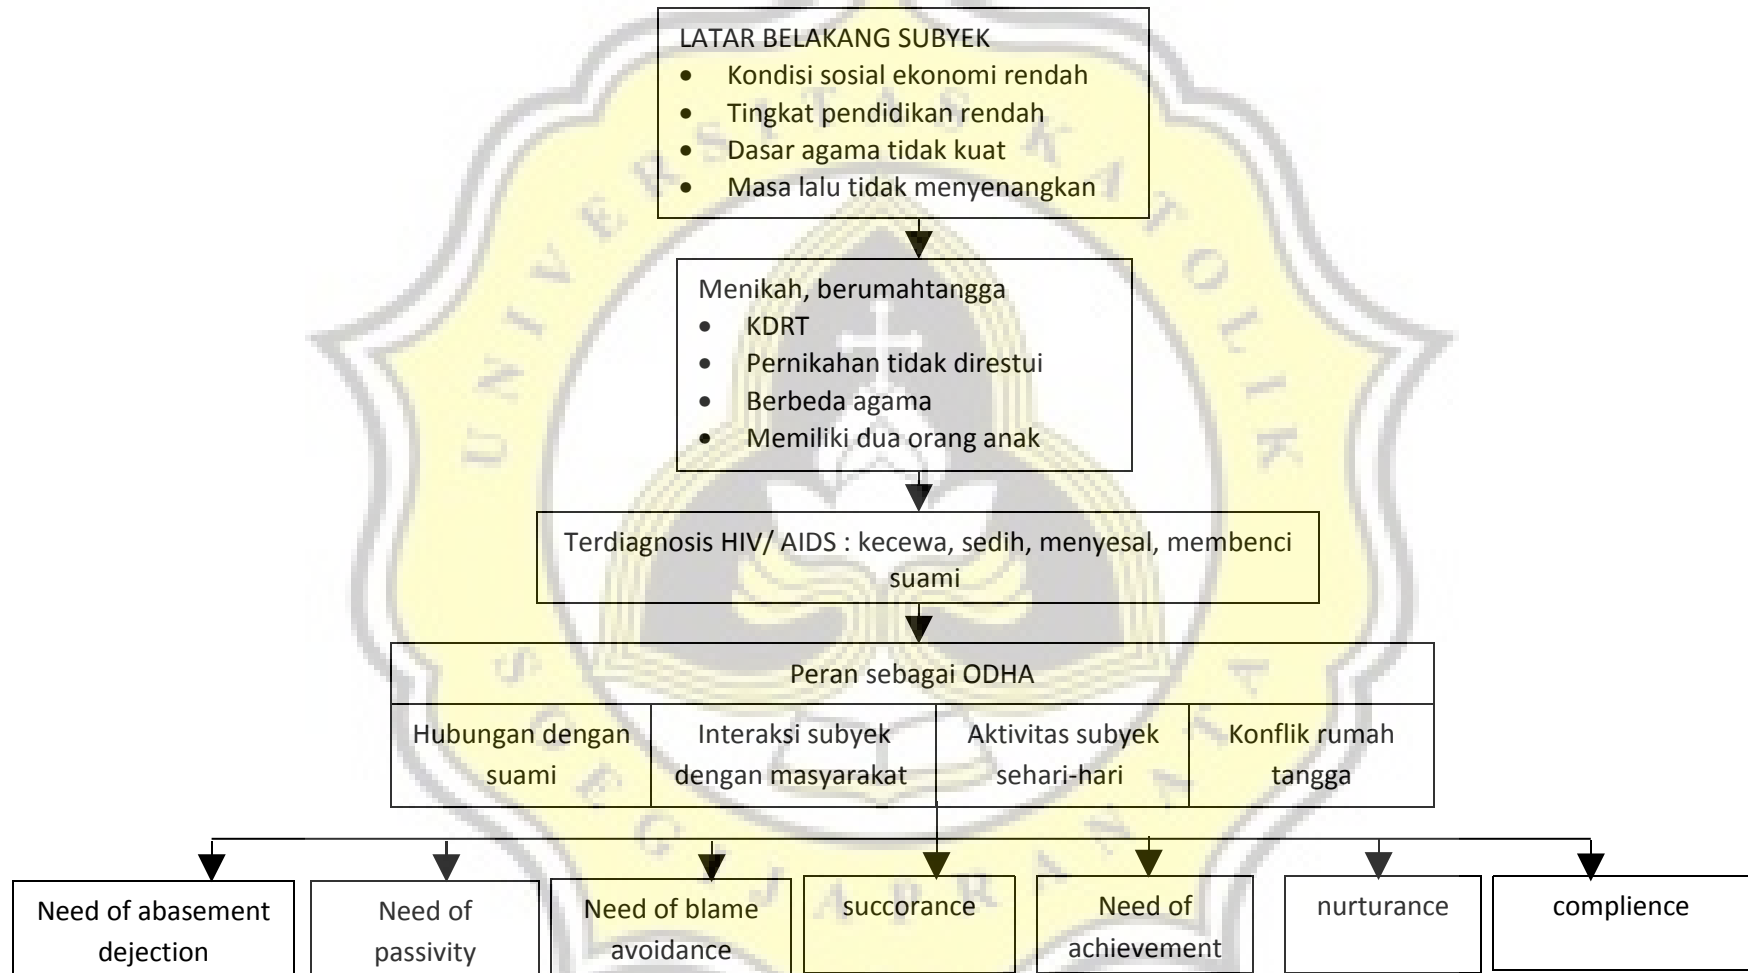 LATAR BELAKANG SUBYEK
• Kondisi sosial ekonomi rendah
• Tingkat pendidikan rendah
• Dasar agama tidak kuat
• Masa lalu tidak menyenangkan
Menikah, berumahtangga
• KDRT
• Pernikahan tidak direstui
• Berbeda agama
• Memiliki dua orang anak
Terdiagnosis HIV/ AIDS : kecewa, sedih, menyesal, membenci
suami
Peran sebagai ODHA
Hubungan dengan
suami
Interaksi subyek
dengan masyarakat
Aktivitas subyek
sehari-hari
Konflik rumah
tangga
Need of abasement
dejection
Need of
passivity
Need of blame
avoidance
succorance
Need of
achievement
nurturance
complience
UNIVERSITAS KATOLIK
SOEGIJAPRANATA